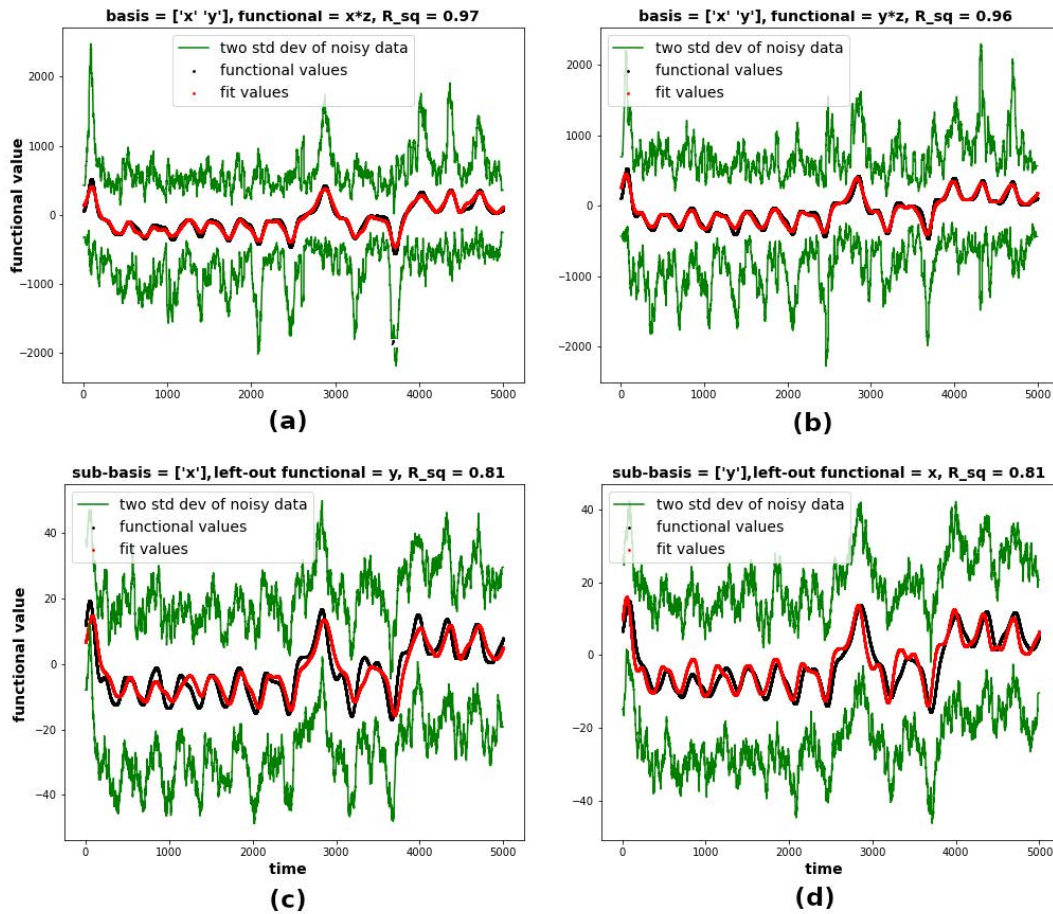 basis = ['x' 'y'], functional = x*z, R_sq = 0.97
two std dev of noisy data
functional values
fit values
functional value
2000
1000
0
−1000
−2000
0 1000 2000 3000 4000 5000
(a)
basis = ['x' 'y'], functional = y*z, R_sq = 0.96
two std dev of noisy data
functional values
fit values
2000
1000
0
−1000
−2000
0 1000 2000 3000 4000 5000
(b)
sub-basis = ['x'],left-out functional = y, R_sq = 0.81
two std dev of noisy data
functional values
fit values
functional value
40
20
0
−20
−40
0 1000 2000 3000 4000 5000
time
(c)
sub-basis = ['y'],left-out functional = x, R_sq = 0.81
two std dev of noisy data
functional values
fit values
40
20
0
−20
−40
0 1000 2000 3000 4000 5000
time
(d)